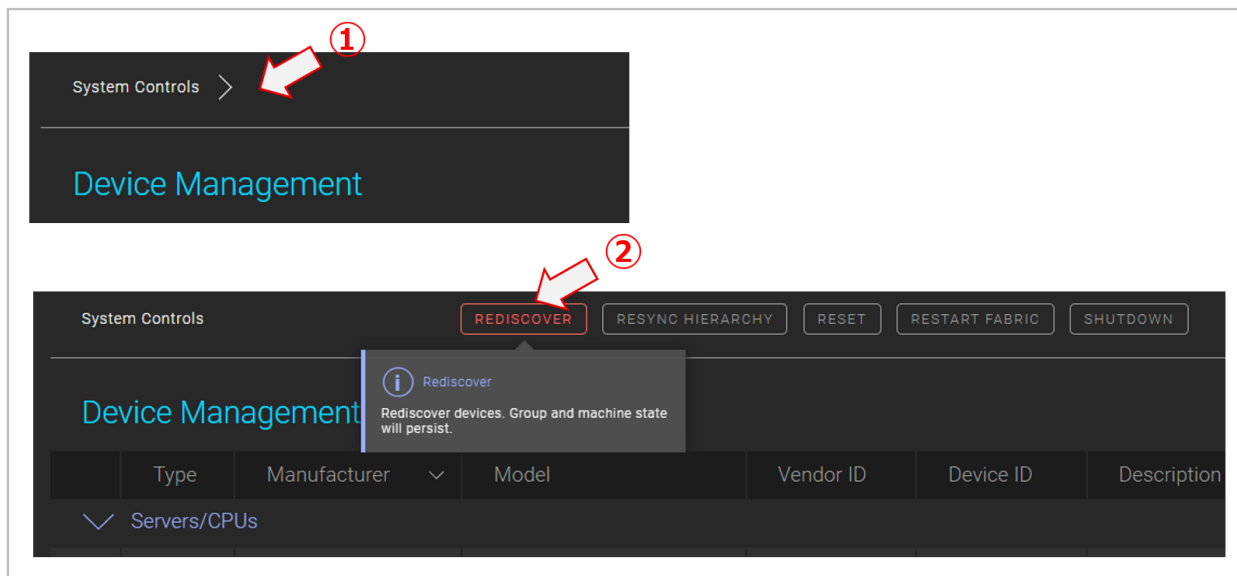 ①
System Controls
Device Management
②
System Controls REDISCOVER RESYNC HIERARCHY RESET RESTART FABRIC SHUTDOWN
Device Management
Rediscover
Rediscover devices. Group and machine state
will persist.
Type Manufacturer Model Vendor ID Device ID Description
Servers/CPUs